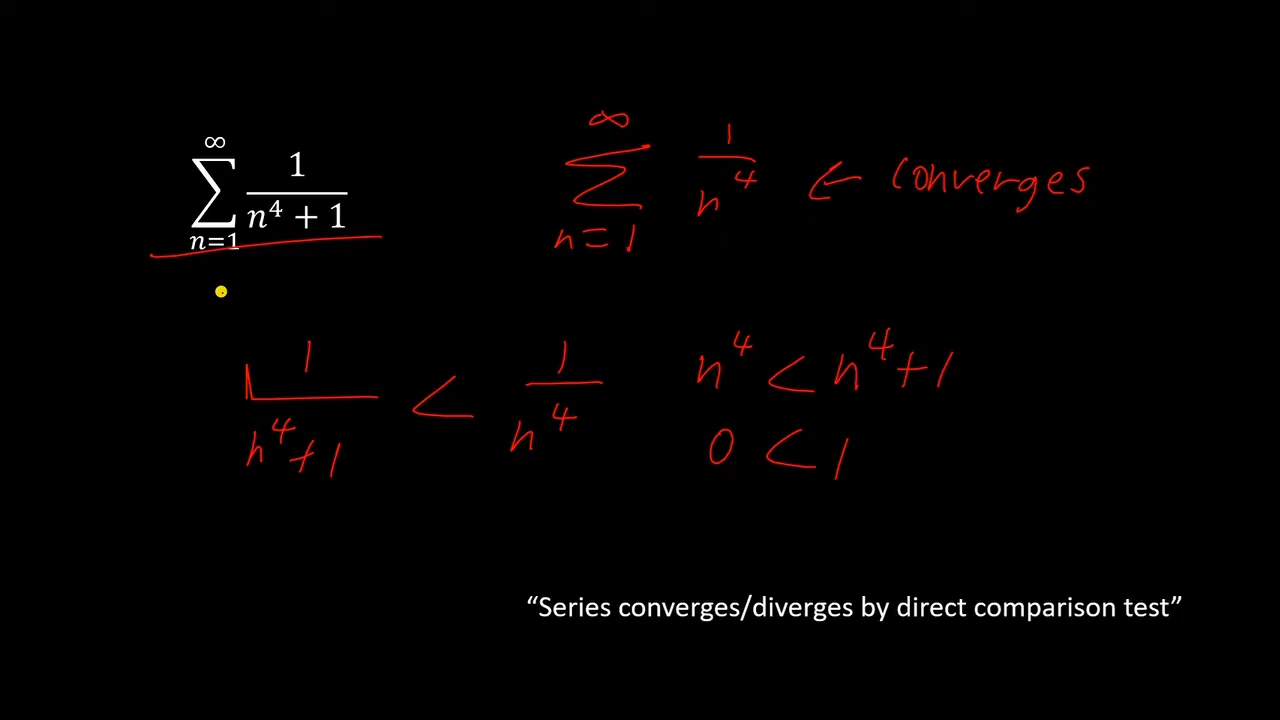 ∞
∑ 1/(n⁴ + 1)
n=1
∞
∑ 1/n⁴ ← Converges
n=1
1/(n⁴+1) < 1/n⁴
n⁴ < n⁴+1
0 < 1
“Series converges/diverges by direct comparison test”